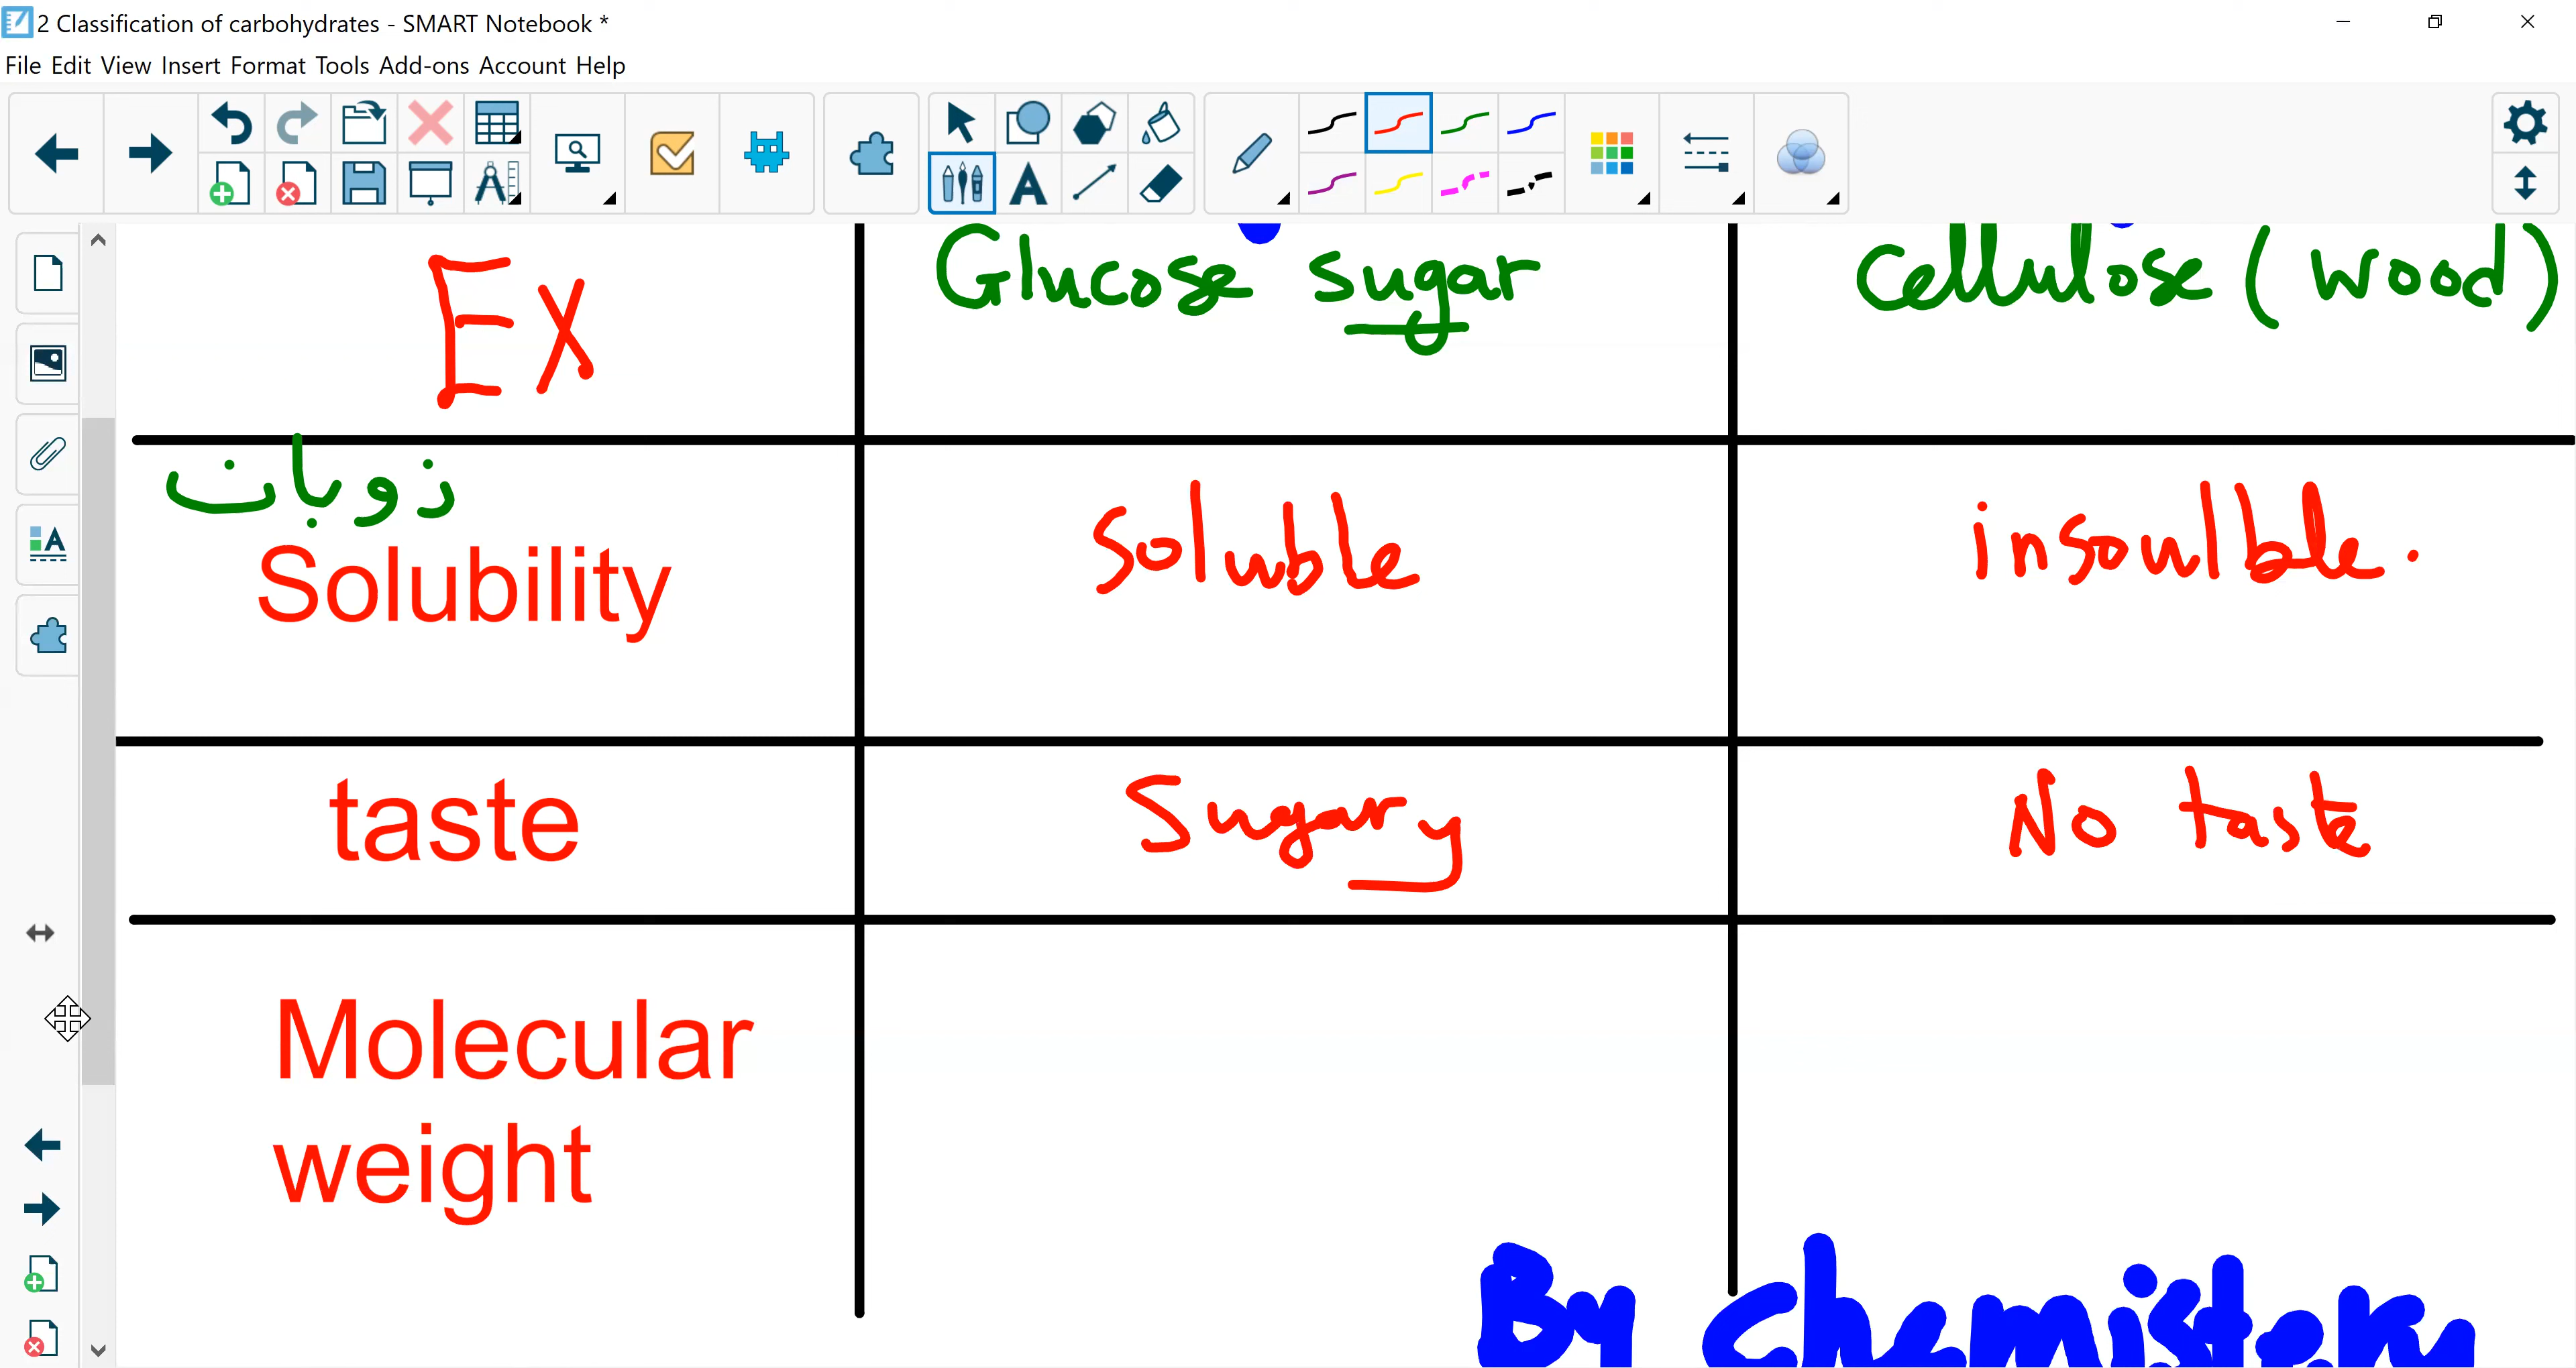 2 Classification of carbohydrates - SMART Notebook *
File Edit View Insert Format Tools Add-ons Account Help
Ex
Glucose sugar
Cellulose (wood)
ذوبان
Solubility
Soluble
insoulble.
taste
Sugary
No taste
Molecular
weight
By Chemistery